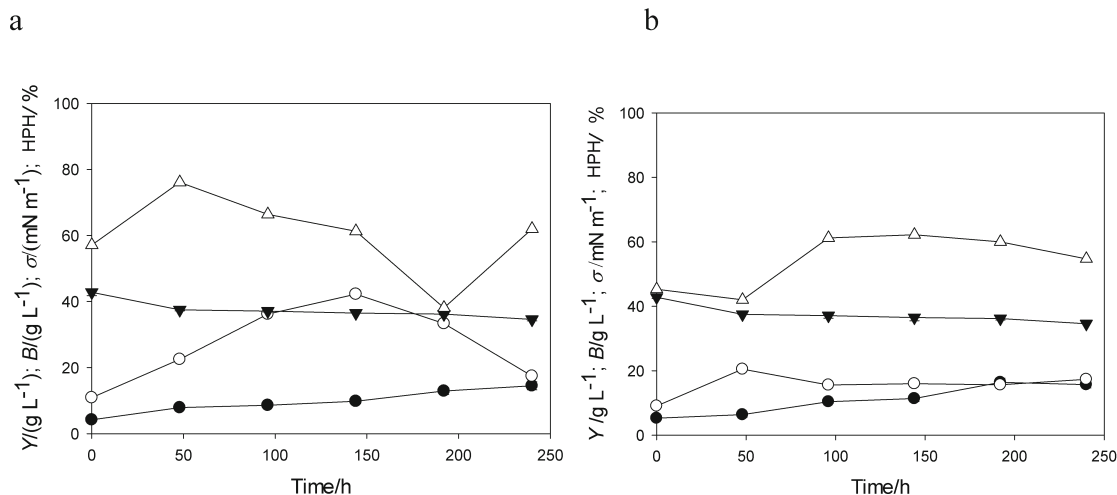 a
b
Y/(g L⁻¹); B/(g L⁻¹); σ/(mN m⁻¹); HPH/ %
100
80
60
40
20
0
0 50 100 150 200 250
Time/h
Y /g L⁻¹; B/g L⁻¹; σ /mN m⁻¹; HPH/ %
100
80
60
40
20
0
0 50 100 150 200 250
Time/h